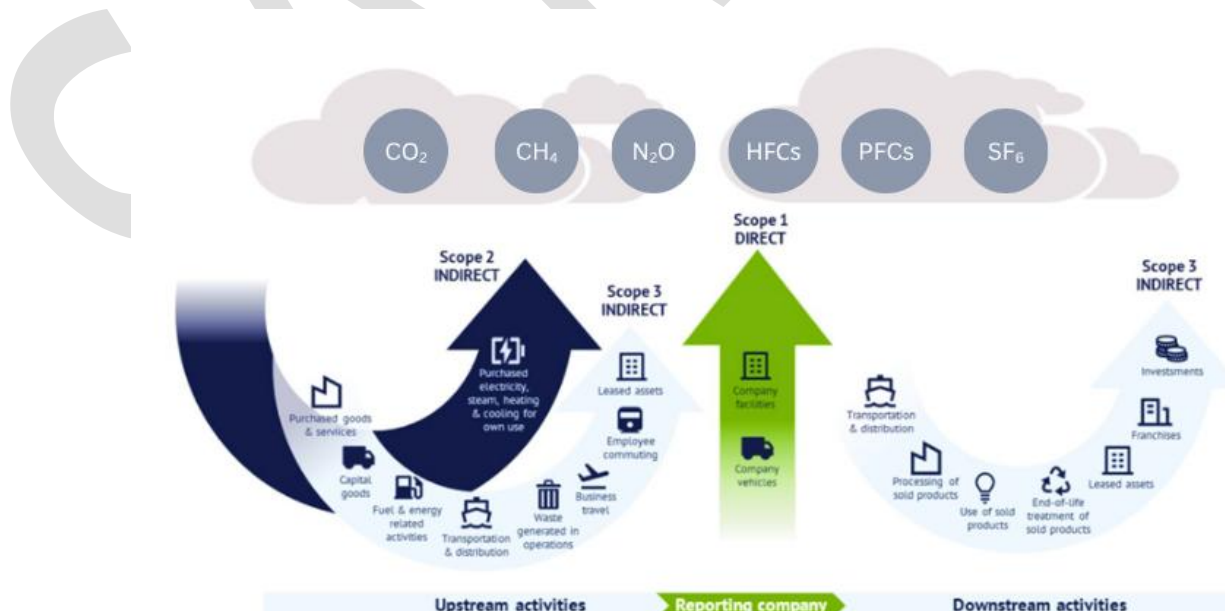 CO₂
CH₄
N₂O
HFCs
PFCs
SF₆
Scope 1
DIRECT
Scope 2
INDIRECT
Scope 3
INDIRECT
Scope 3
INDIRECT
Purchased
electricity,
steam, heating
& cooling for
own use
Purchased goods
& services
Capital
goods
Fuel & energy
related
activities
Transportation
& distribution
Waste
generated in
operations
Business
travel
Employee
commuting
Leased assets
Company
facilities
Company
vehicles
Transportation
& distribution
Processing of
sold products
Use of sold
products
End-of-life
treatment of
sold products
Leased assets
Franchises
Investsments
Upstream activities
Reporting company
Downstream activities